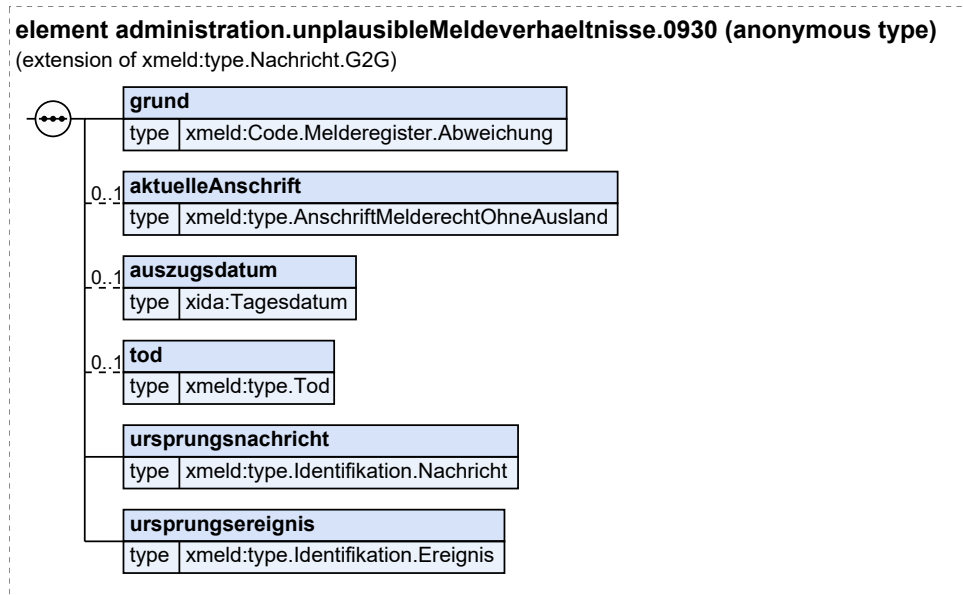 element administration.unplausibleMeldeverhaeltnisse.0930 (anonymous type)
(extension of xmeld:type.Nachricht.G2G)
grund
type xmeld:Code.Melderegister.Abweichung
0..1 aktuelleAnschrift
type xmeld:type.AnschriftMelderechtOhneAusland
0..1 auszugsdatum
type xida:Tagesdatum
0..1 tod
type xmeld:type.Tod
ursprungsnachricht
type xmeld:type.Identifikation.Nachricht
ursprungsereignis
type xmeld:type.Identifikation.Ereignis